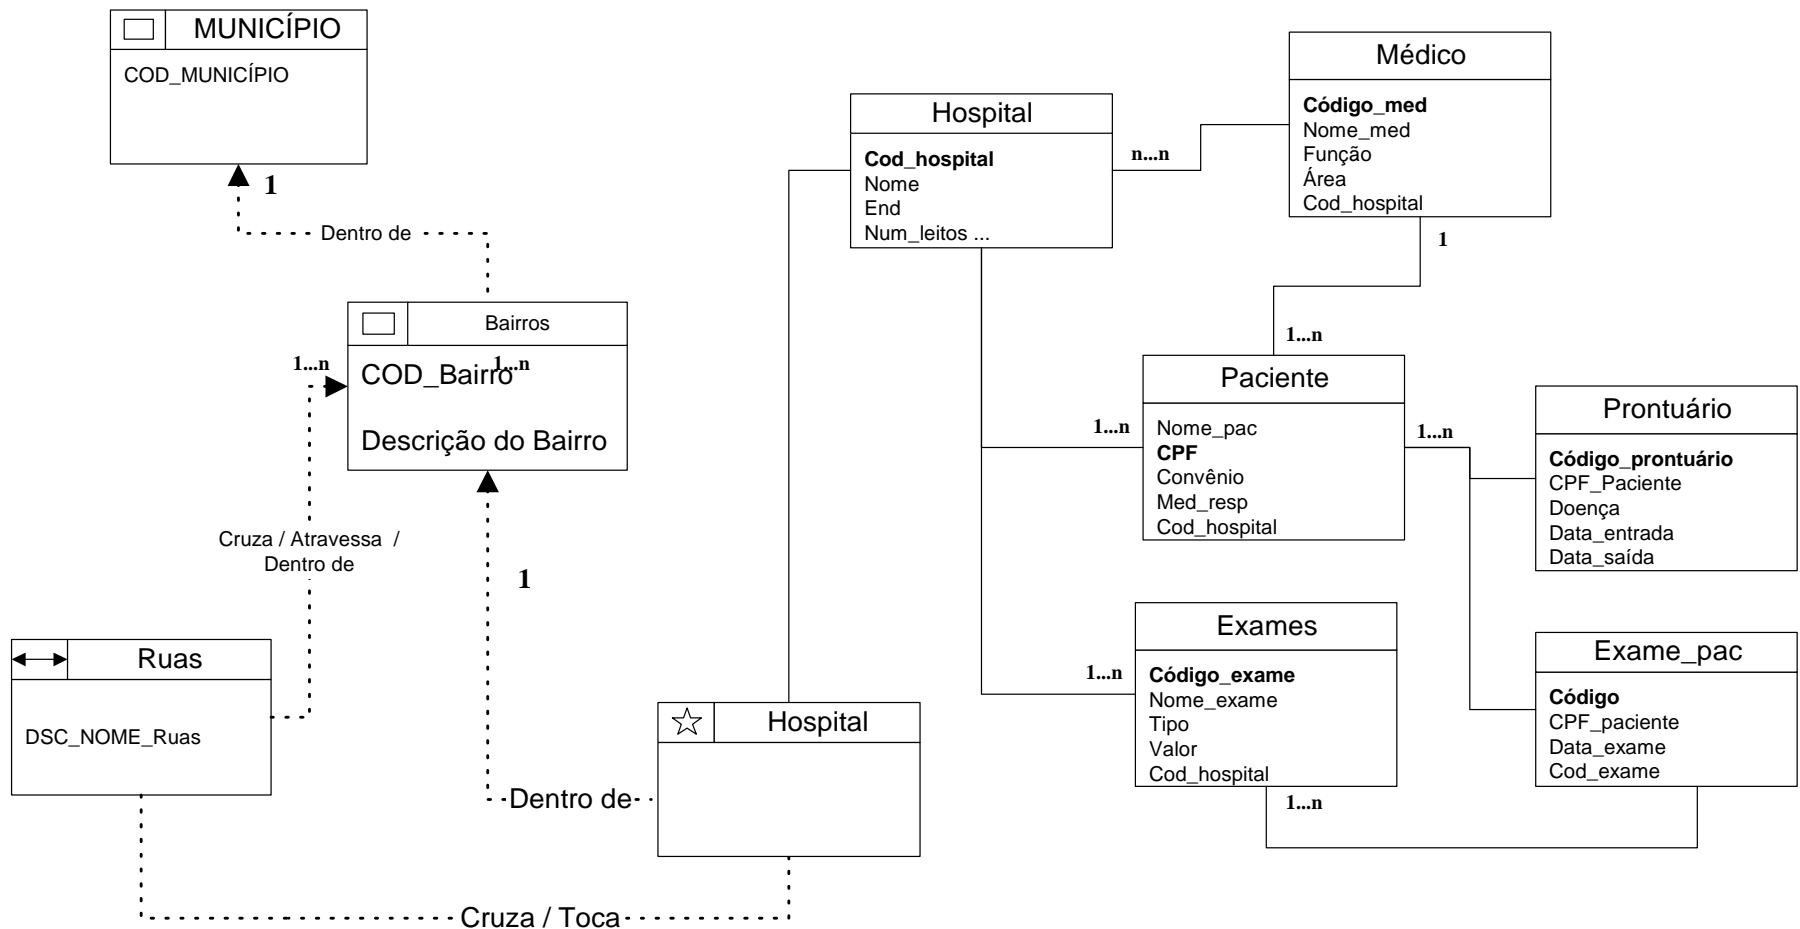 MUNICÍPIO
COD_MUNICÍPIO
1
Dentro de
Bairros
1...n
1...n
COD_Bairro
Descrição do Bairro
Cruza / Atravessa /
Dentro de
1
Ruas
DSC_NOME_Ruas
Hospital
Dentro de
Cruza / Toca
Hospital
Cod_hospital
Nome
End
Num_leitos ...
n...n
Médico
Código_med
Nome_med
Função
Área
Cod_hospital
1
1...n
Paciente
1...n
Nome_pac
CPF
Convênio
Med_resp
Cod_hospital
1...n
Prontuário
Código_prontuário
CPF_Paciente
Doença
Data_entrada
Data_saída
Exames
1...n
Código_exame
Nome_exame
Tipo
Valor
Cod_hospital
1...n
Exame_pac
Código
CPF_paciente
Data_exame
Cod_exame